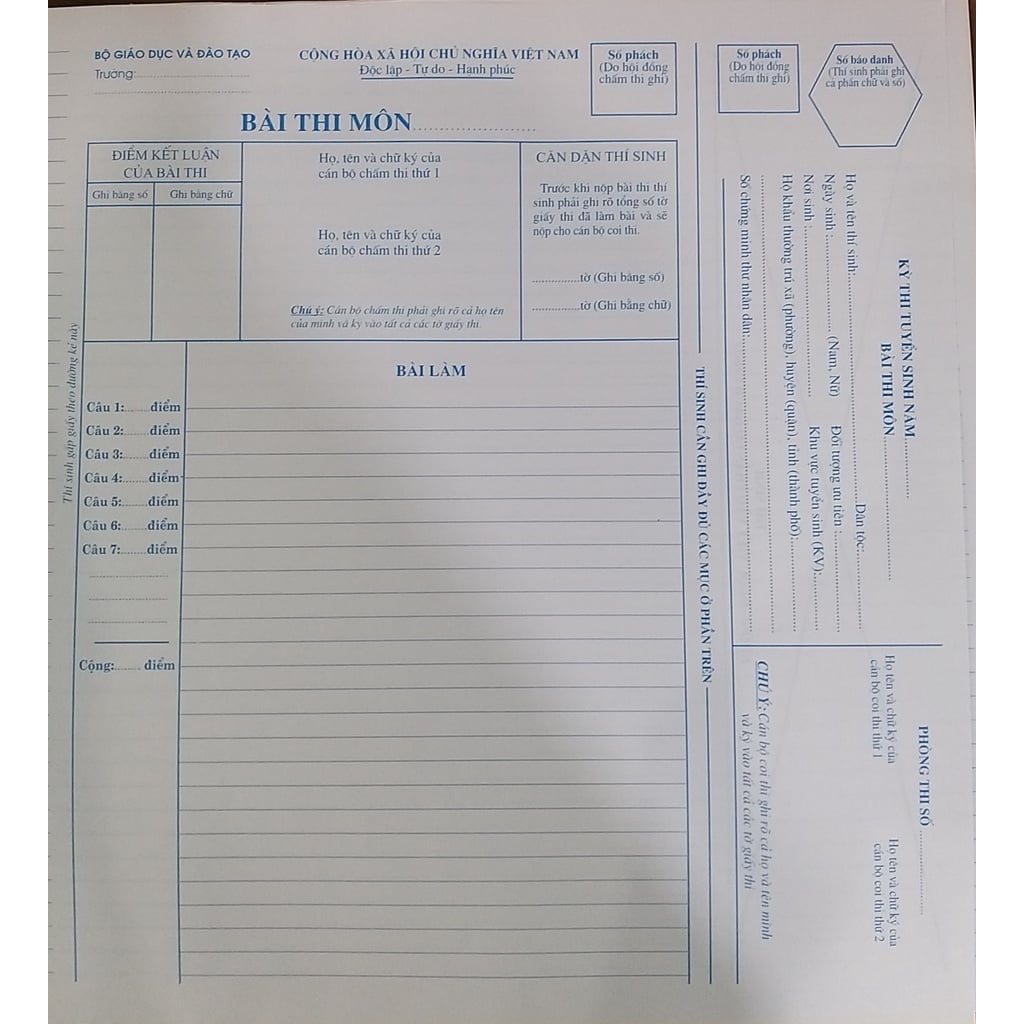 BỘ GIÁO DỤC VÀ ĐÀO TẠO
Trường:
CỘNG HÒA XÃ HỘI CHỦ NGHĨA VIỆT NAM
Độc lập - Tự do - Hạnh phúc
Số phách
(Do hội đồng
chấm thi ghi)
BÀI THI MÔN
ĐIỂM KẾT LUẬN
CỦA BÀI THI
Ghi bằng số
Ghi bằng chữ
Họ, tên và chữ ký của
cán bộ chấm thi thứ 1
Họ, tên và chữ ký của
cán bộ chấm thi thứ 2
Chú ý: Cán bộ chấm thi phải ghi rõ cả họ tên
của mình và ký vào tất cả các tờ giấy thi.
CĂN DẶN THÍ SINH
Trước khi nộp bài thi thí
sinh phải ghi rõ tổng số tờ
giấy thi đã làm bài và sẽ
nộp cho cán bộ coi thi.
................tờ (Ghi bằng số)
................tờ (Ghi bằng chữ)
Thí sinh gấp giấy theo đường kẻ này
BÀI LÀM
Câu 1:.......điểm
Câu 2:.......điểm
Câu 3:.......điểm
Câu 4:.......điểm
Câu 5:.......điểm
Câu 6:.......điểm
Câu 7:.......điểm
Cộng:....... điểm
THÍ SINH CẦN GHI ĐẦY ĐỦ CÁC MỤC Ở PHẦN TRÊN
Số phách
(Do hội đồng
chấm thi ghi)
Số báo danh
(Thí sinh phải ghi
cả phần chữ và số)
KỲ THI TUYỂN SINH NĂM
BÀI THI MÔN
Họ và tên thí sinh: Dân tộc:
Ngày sinh : (Nam, Nữ) Đối tượng ưu tiên :
Nơi sinh : Khu vực tuyển sinh (KV):
Hộ khẩu thường trú xã (phường), huyện (quận), tỉnh (thành phố):
Số chứng minh thư nhân dân:
PHÒNG THI SỐ
Họ tên và chữ ký của
cán bộ coi thi thứ 1
Họ tên và chữ ký của
cán bộ coi thi thứ 2
CHÚ Ý: Cán bộ coi thi ghi rõ cả họ và tên mình
và ký vào tất cả các tờ giấy thi